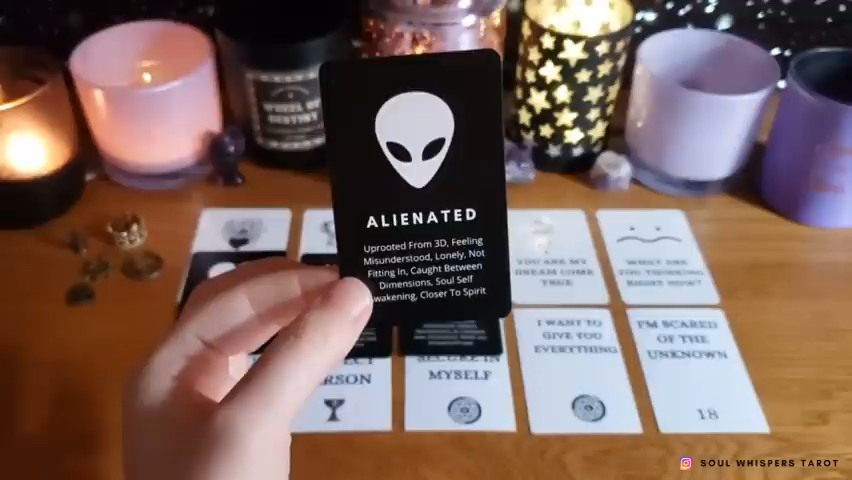 WHEEL OF
DESTINY
ALIENATED
Uprooted From 3D, Feeling
Misunderstood, Lonely, Not
Fitting In, Caught Between
Dimensions, Soul Self
wakening, Closer To Spirit
YOU ARE MY
DREAM COME
TRUE
WHAT ARE
YOU THINKING
RIGHT NOW?
RSON
SECURE IN
MYSELF
I WANT TO
GIVE YOU
EVERYTHING
I'M SCARED
OF THE
UNKNOWN
18
SOUL WHISPERS TAROT